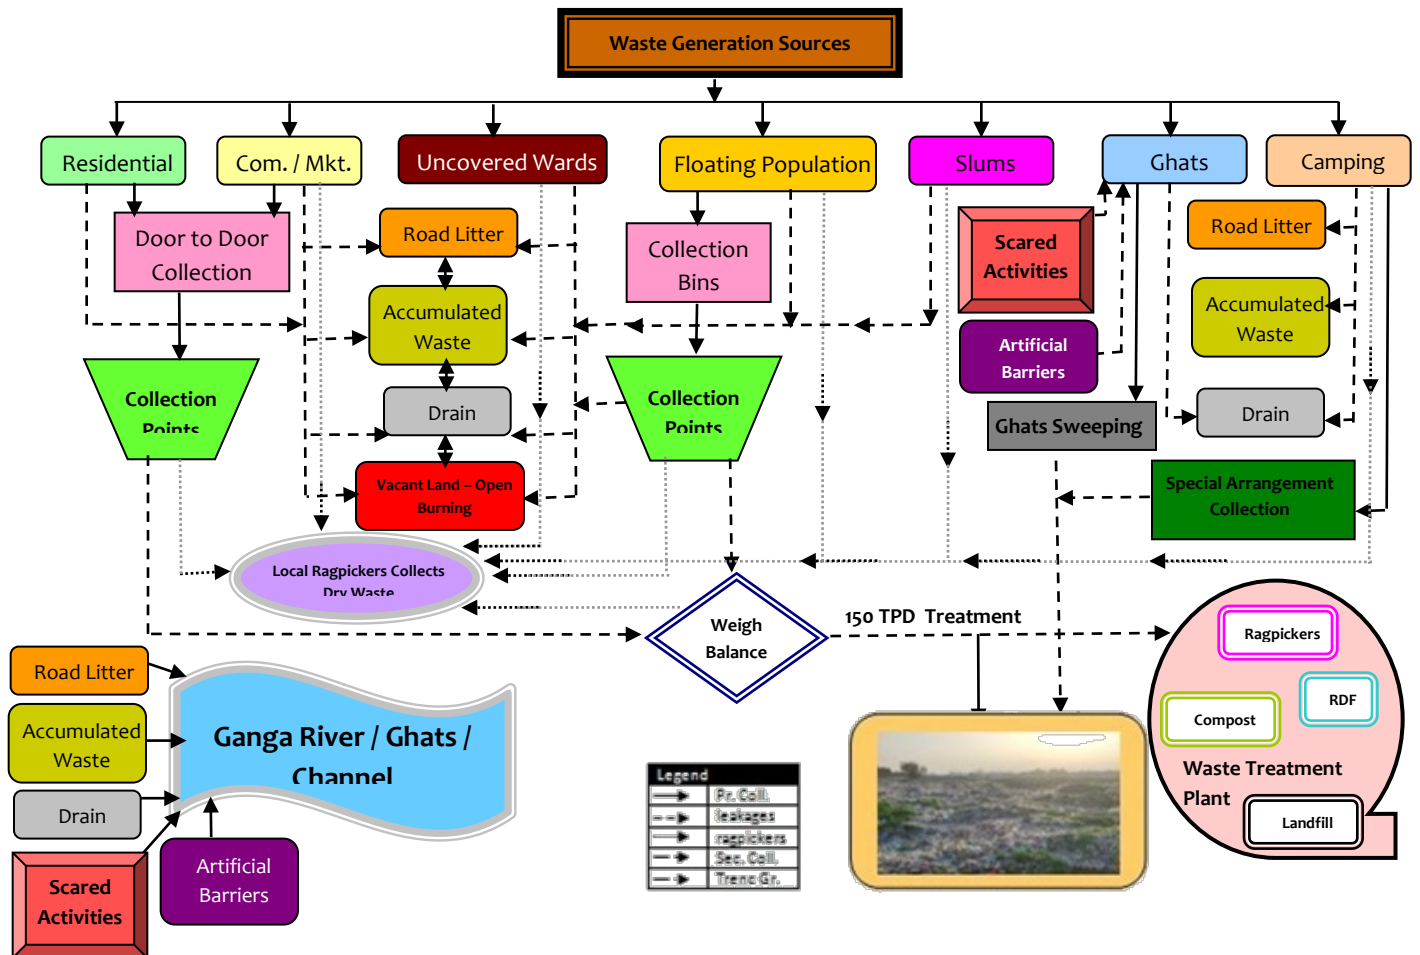 Waste Generation Sources
Residential
Com. / Mkt.
Uncovered Wards
Floating Population
Slums
Ghats
Camping
Door to Door
Collection
Road Litter
Collection
Bins
Scared
Activities
Road Litter
Accumulated
Waste
Accumulated
Waste
Artificial
Barriers
Collection
Points
Drain
Collection
Points
Ghats Sweeping
Drain
Vacant Land – Open
Burning
Special Arrangement
Collection
Local Ragpickers Collects
Dry Waste
Weigh
Balance
150 TPD  Treatment
Ragpickers
RDF
Compost
Waste Treatment
Plant
Landfill
Road Litter
Accumulated
Waste
Drain
Scared
Activities
Artificial
Barriers
Ganga River / Ghats /
Channel
Legend
Pr. Coll.
leakages
ragpickers
Sec. Coll.
Trenc Gr.